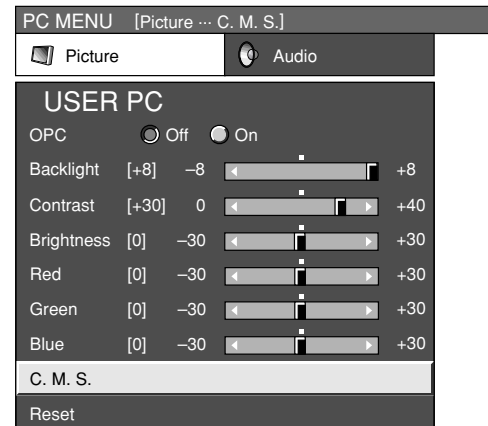 PC MENU [Picture ··· C. M. S.]
Picture Audio
USER PC
OPC Off On
Backlight [+8] –8 +8
Contrast [+30] 0 +40
Brightness [0] –30 +30
Red [0] –30 +30
Green [0] –30 +30
Blue [0] –30 +30
C. M. S.
Reset